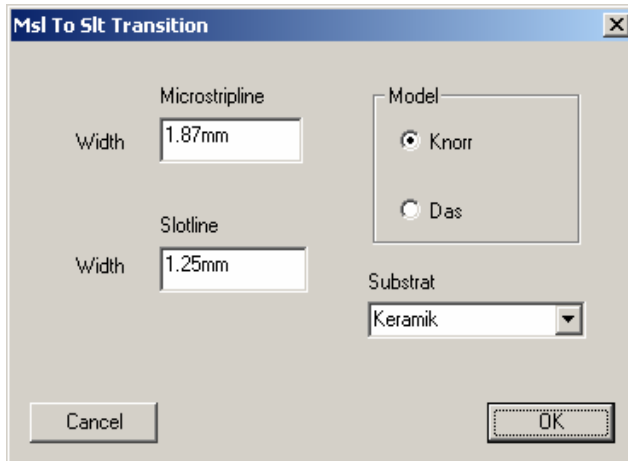 Msl To Slt Transition
Microstripline
Width 1.87mm
Slotline
Width 1.25mm
Model
Knorr
Das
Substrat
Keramik
Cancel OK